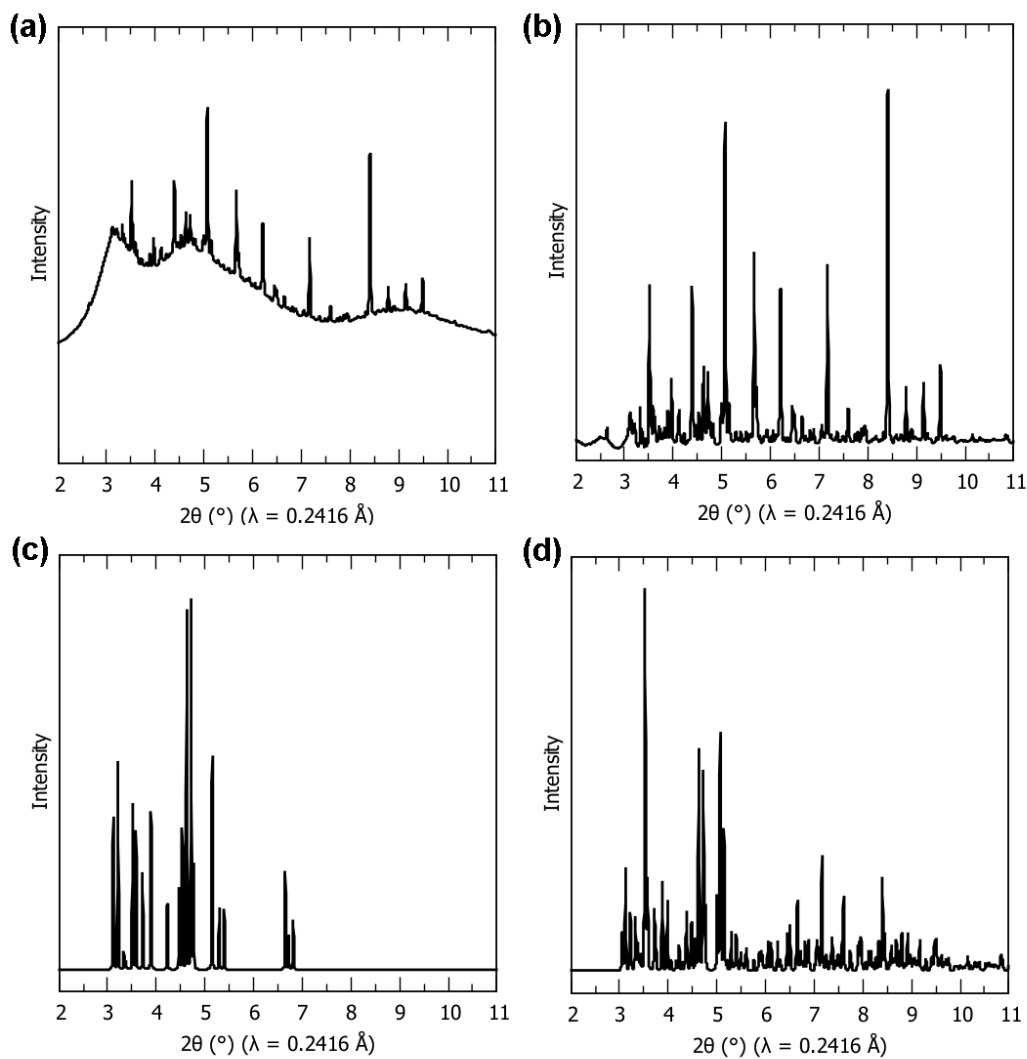 (a)
Intensity
2 3 4 5 6 7 8 9 10 11
2θ (°) (λ = 0.2416 Å)
(b)
Intensity
2 3 4 5 6 7 8 9 10 11
2θ (°) (λ = 0.2416 Å)
(c)
Intensity
2 3 4 5 6 7 8 9 10 11
2θ (°) (λ = 0.2416 Å)
(d)
Intensity
2 3 4 5 6 7 8 9 10 11
2θ (°) (λ = 0.2416 Å)